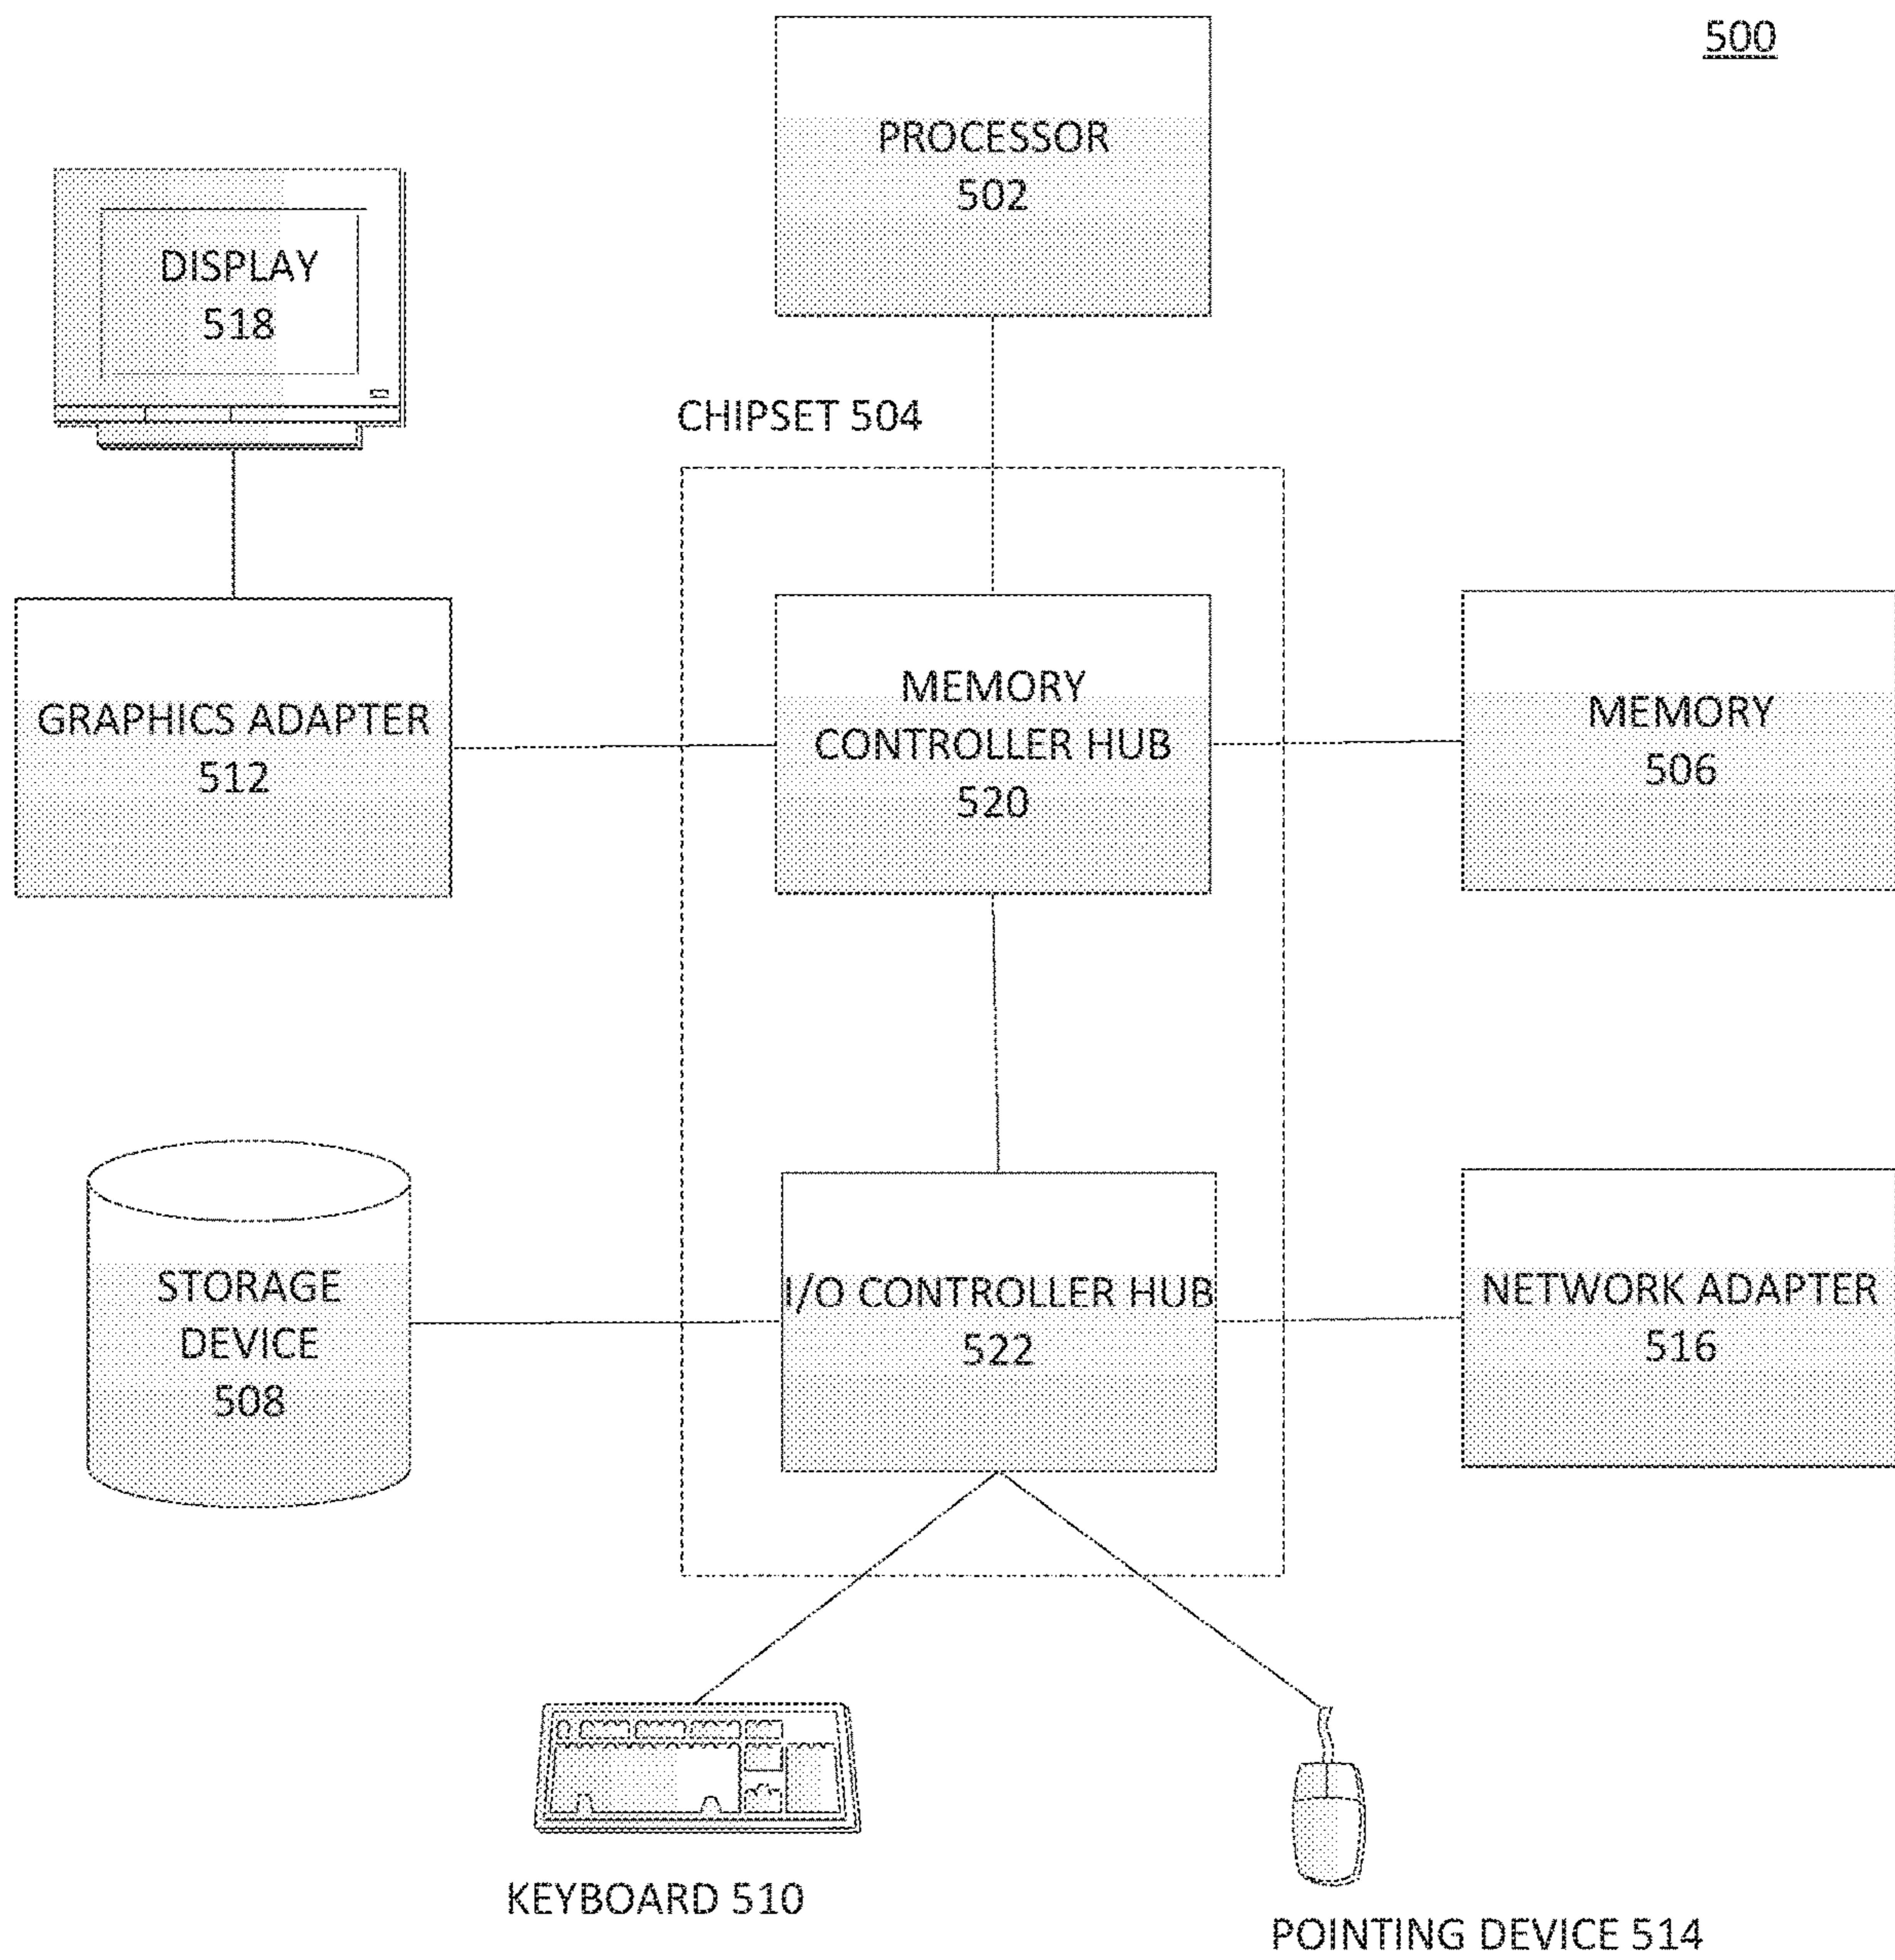 500
PROCESSOR
502
DISPLAY
518
CHIPSET 504
GRAPHICS ADAPTER
512
MEMORY
CONTROLLER HUB
520
MEMORY
506
STORAGE
DEVICE
508
I/O CONTROLLER HUB
522
NETWORK ADAPTER
516
KEYBOARD 510
POINTING DEVICE 514